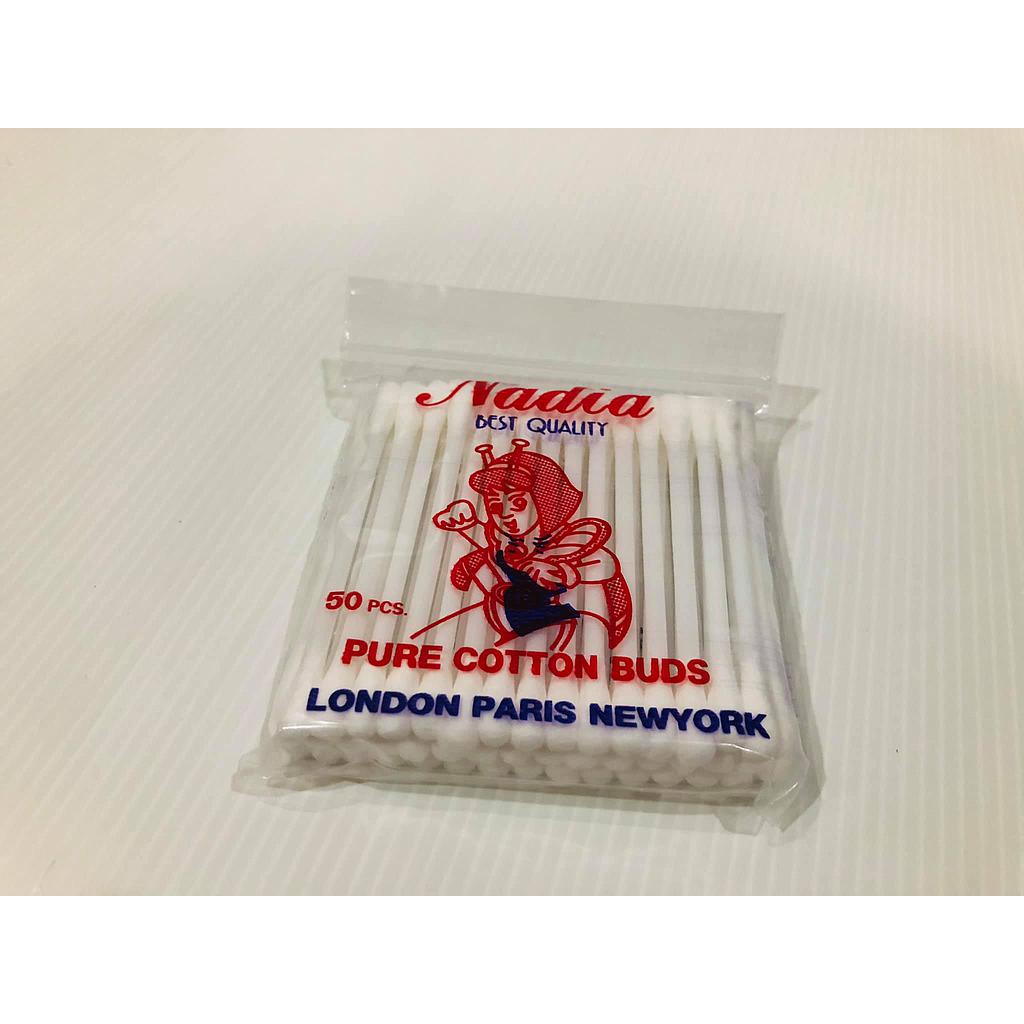 Nadia
BEST QUALITY
50 PCS.
PURE COTTON BUDS
LONDON PARIS NEWYORK